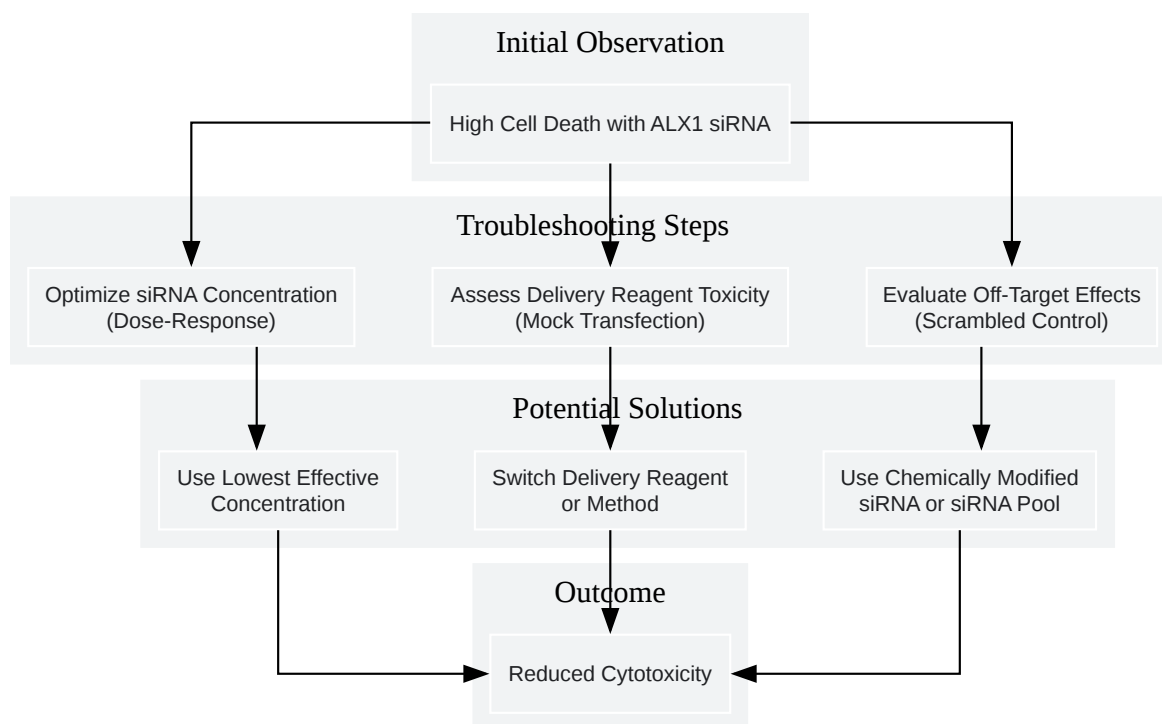 Initial Observation
High Cell Death with ALX1 siRNA
Troubleshooting Steps
Optimize siRNA Concentration
(Dose-Response)
Assess Delivery Reagent Toxicity
(Mock Transfection)
Evaluate Off-Target Effects
(Scrambled Control)
Potential Solutions
Use Lowest Effective
Concentration
Switch Delivery Reagent
or Method
Use Chemically Modified
siRNA or siRNA Pool
Outcome
Reduced Cytotoxicity